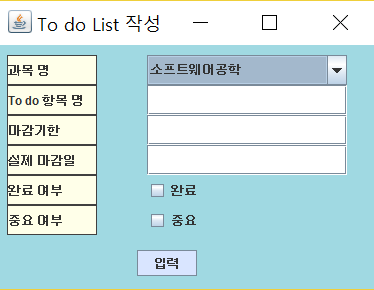 To do List 작성
과목 명 소프트웨어공학
To do 항목 명
마감기한
실제 마감일
완료 여부 완료
중요 여부 중요
입력